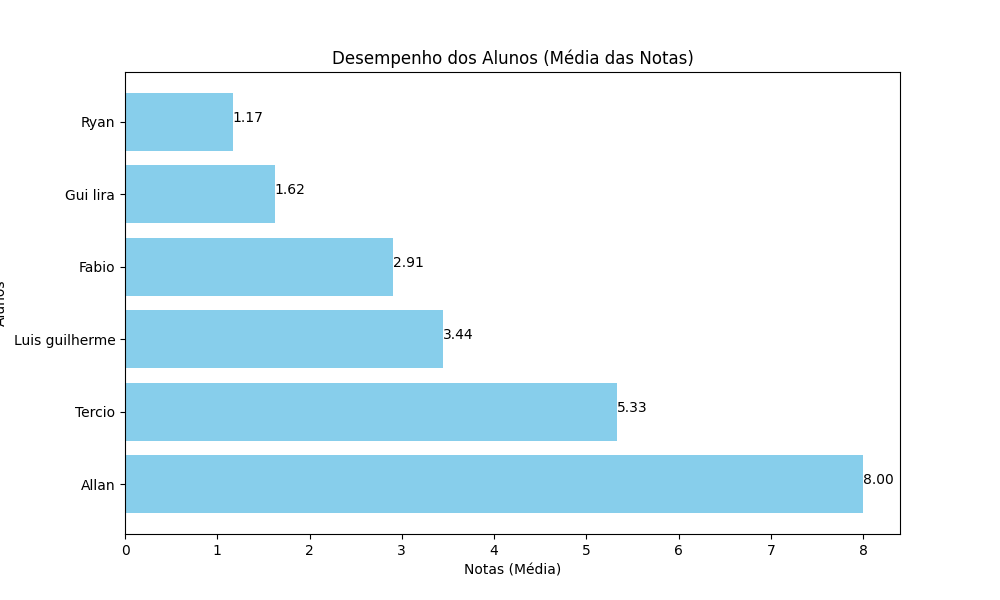 Desempenho dos Alunos (Média das Notas)
Ryan
1.17
Gui lira
1.62
Fabio
2.91
Luis guilherme
3.44
Tercio
5.33
Allan
8.00
0 1 2 3 4 5 6 7 8
Notas (Média)
Alunos